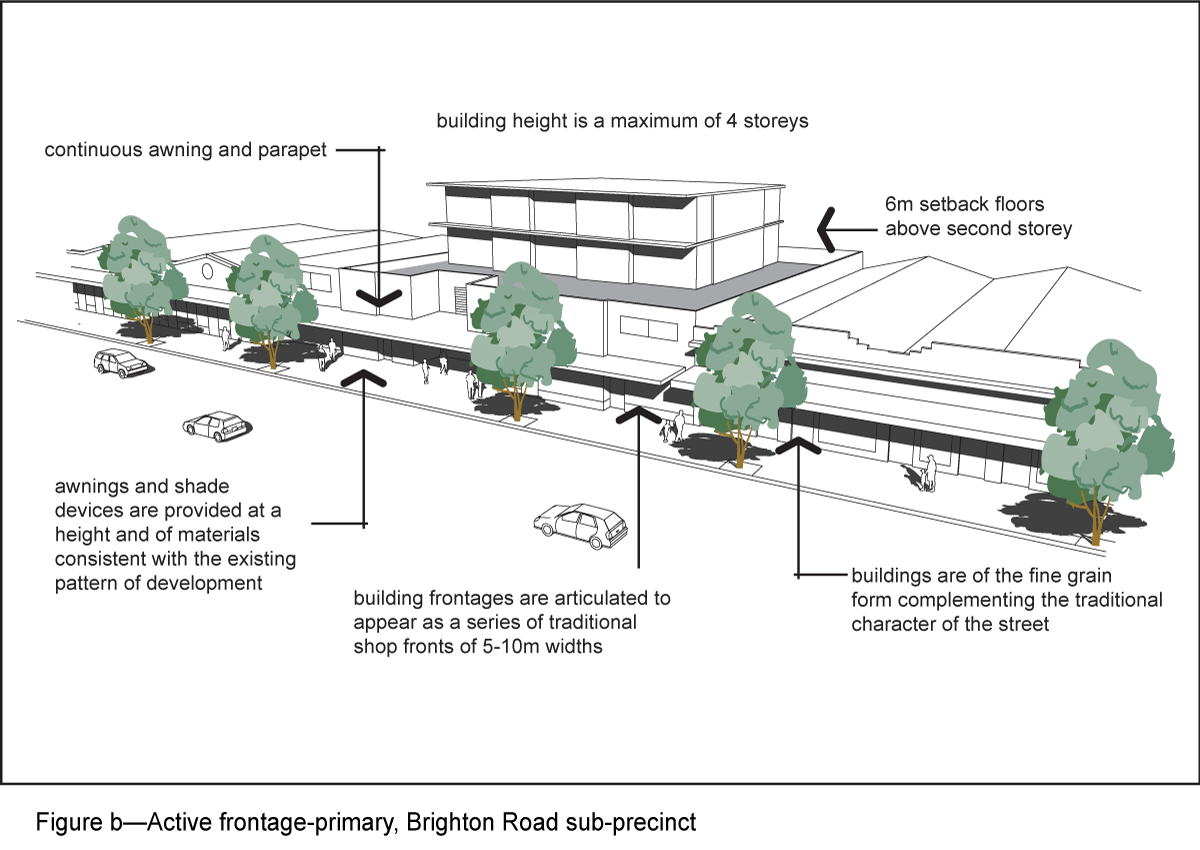 building height is a maximum of 4 storeys
continuous awning and parapet
6m setback floors
above second storey
awnings and shade
devices are provided at a
height and of materials
consistent with the existing
pattern of development
building frontages are articulated to
appear as a series of traditional
shop fronts of 5-10m widths
buildings are of the fine grain
form complementing the traditional
character of the street
Figure b—Active frontage-primary, Brighton Road sub-precinct